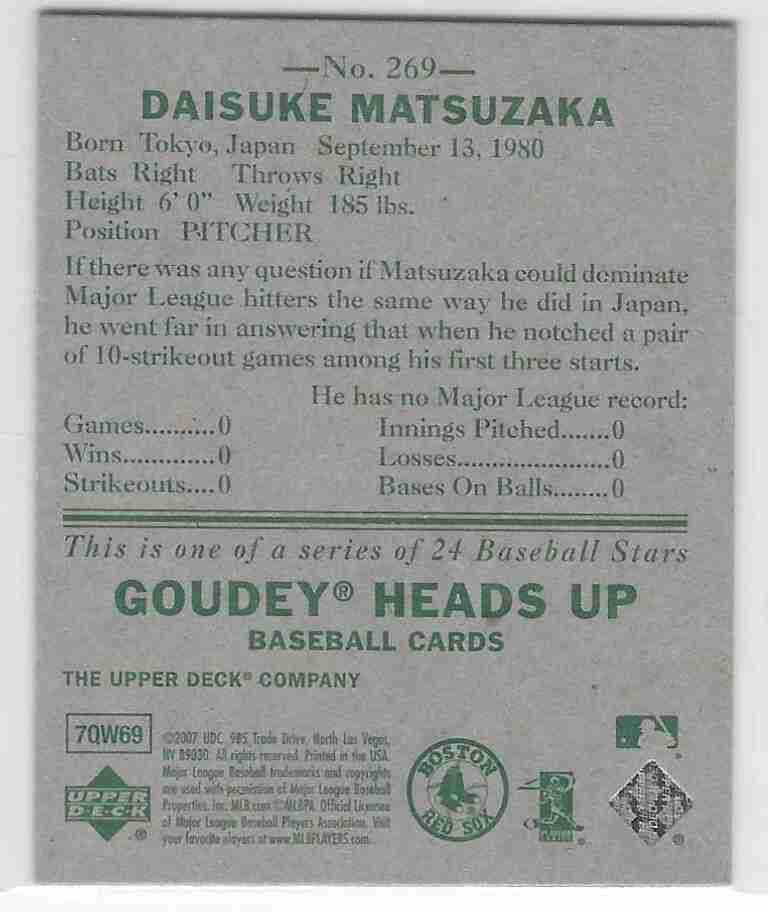 —No. 269—
DAISUKE MATSUZAKA
Born Tokyo, Japan September 13, 1980
Bats Right Throws Right
Height 6' 0" Weight 185 lbs.
Position PITCHER
If there was any question if Matsuzaka could dominate
Major League hitters the same way he did in Japan,
he went far in answering that when he notched a pair
of 10-strikeout games among his first three starts.
He has no Major League record:
Games..........0 Innings Pitched.......0
Wins.............0 Losses.....................0
Strikeouts....0 Bases On Balls........0
This is one of a series of 24 Baseball Stars
GOUDEY® HEADS UP
BASEBALL CARDS
THE UPPER DECK® COMPANY
7QW69
©2007 UDC, 985 Trade Drive, North Las Vegas,
NV 89030. All rights reserved. Printed in the USA.
Major League Baseball trademarks and copyrights
are used with permission of Major League Baseball
Properties, Inc. MLB.com ©MLBPA. Official Licensee
of Major League Baseball Players Association. Visit
your favorite players at www.MLBPLAYERS.com.
UPPER
DECK®
BOSTON
RED SOX
PLAYERS